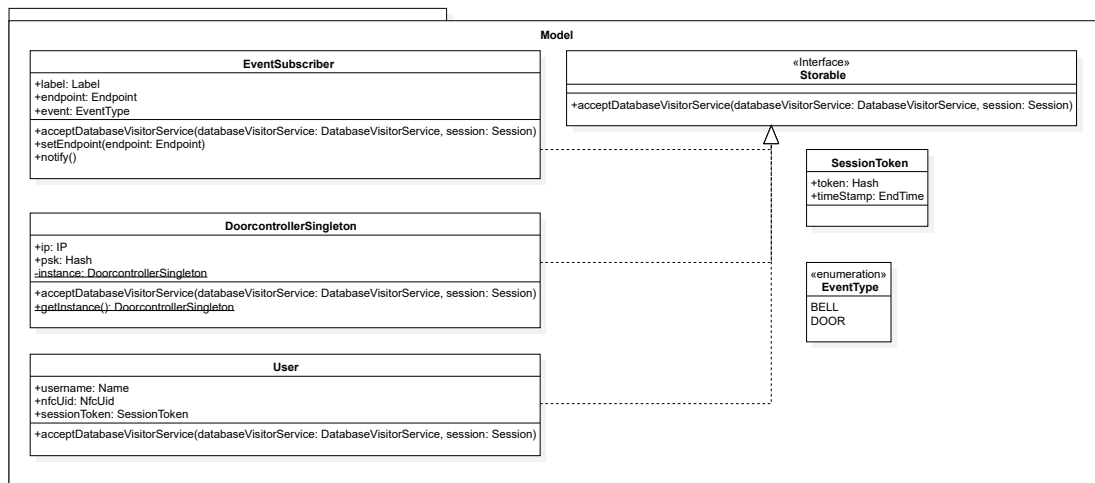 Model
EventSubscriber
+label: Label
+endpoint: Endpoint
+event: EventType
+acceptDatabaseVisitorService(databaseVisitorService: DatabaseVisitorService, session: Session)
+setEndpoint(endpoint: Endpoint)
+notify()
«Interface»
Storable
+acceptDatabaseVisitorService(databaseVisitorService: DatabaseVisitorService, session: Session)
SessionToken
+token: Hash
+timeStamp: EndTime
DoorcontrollerSingleton
+ip: IP
+psk: Hash
-instance: DoorcontrollerSingleton
+acceptDatabaseVisitorService(databaseVisitorService: DatabaseVisitorService, session: Session)
+getInstance(): DoorcontrollerSingleton
«enumeration»
EventType
BELL
DOOR
User
+username: Name
+nfcUid: NfcUid
+sessionToken: SessionToken
+acceptDatabaseVisitorService(databaseVisitorService: DatabaseVisitorService, session: Session)